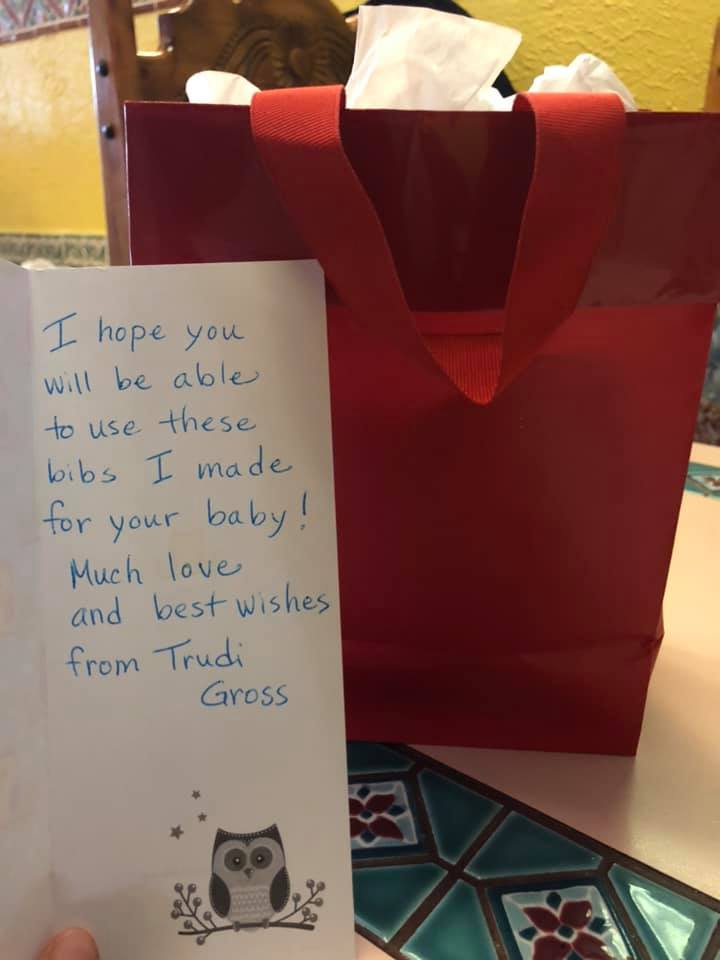 I hope you
will be able
to use these
bibs I made
for your baby!
Much love
and best wishes
from Trudi
Gross